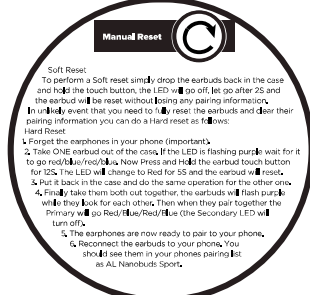 Manual Reset
Soft Reset
To perform a Soft reset simply drop the earbuds back in the case
and hold the touch button, the LED will go off, let go after 2S and
the earbud will be reset without losing any pairing information.
In unlikely event that you need to fully reset the earbuds and clear their
pairing information you can do a Hard reset as follows:
Hard Reset
1. Forget the earphones in your phone (important).
2. Take ONE earbud out of the case. If the LED is flashing purple wait for it
to go red/blue/red/blue. Now Press and Hold the earbud touch button
for 12S. The LED will change to Red for 5S and the earbud will reset.
3. Put it back in the case and do the same operation for the other one.
4. Finally take them both out together, the earbuds will flash purple
while they look for each other. Then when they pair together the
Primary will go Red/Blue/Red/Blue (the Secondary LED will
turn off).
5. The earphones are now ready to pair to your phone.
6. Reconnect the earbuds to your phone. You
should see them in your phones pairing list
as AL Nanobuds Sport.